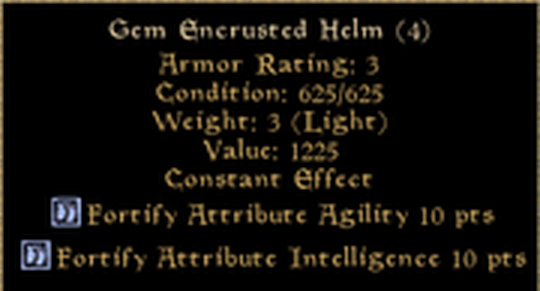 Gem Encrusted Helm (4)
Armor Rating: 3
Condition: 625/625
Weight: 3 (Light)
Value: 1225
Constant Effect
Fortify Attribute Agility 10 pts
Fortify Attribute Intelligence 10 pts